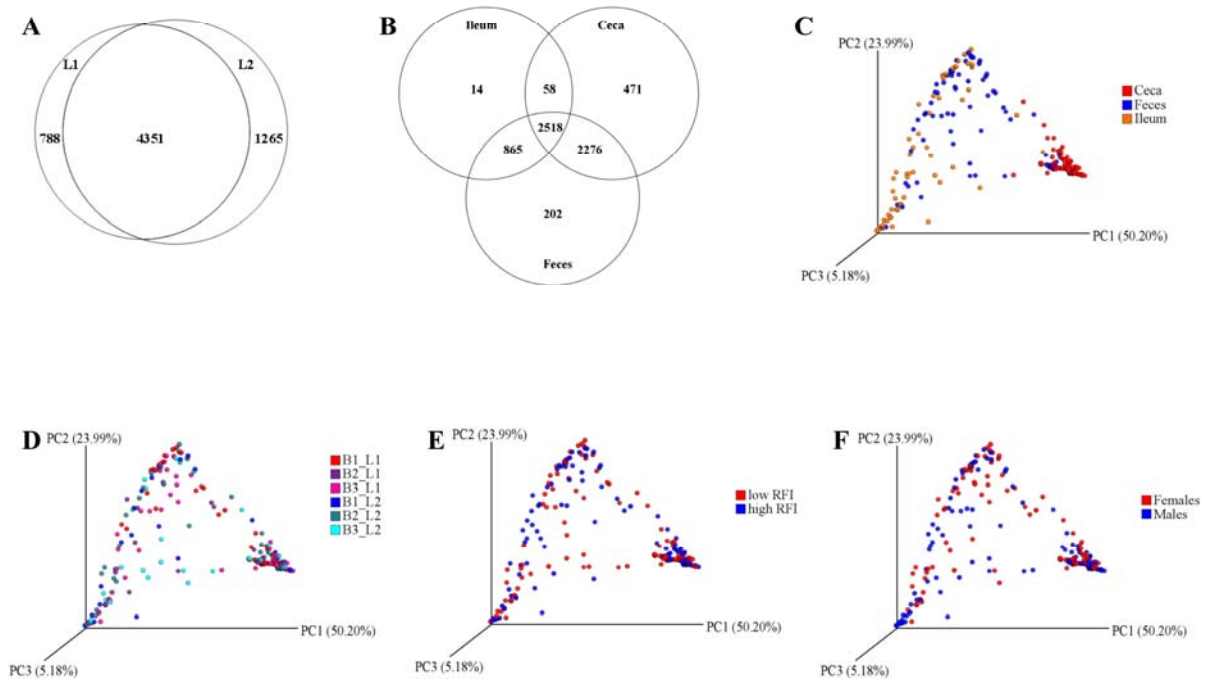 A
L1
L2
788
4351
1265
B
Ileum
Ceca
14
58
471
2518
865
2276
202
Feces
C
PC2 (23.99%)
Ceca
Feces
Ileum
PC1 (50.20%)
PC3 (5.18%)
D
PC2 (23.99%)
B1_L1
B2_L1
B3_L1
B1_L2
B2_L2
B3_L2
PC1 (50.20%)
PC3 (5.18%)
E
PC2 (23.99%)
low RFI
high RFI
PC1 (50.20%)
PC3 (5.18%)
F
PC2 (23.99%)
Females
Males
PC1 (50.20%)
PC3 (5.18%)